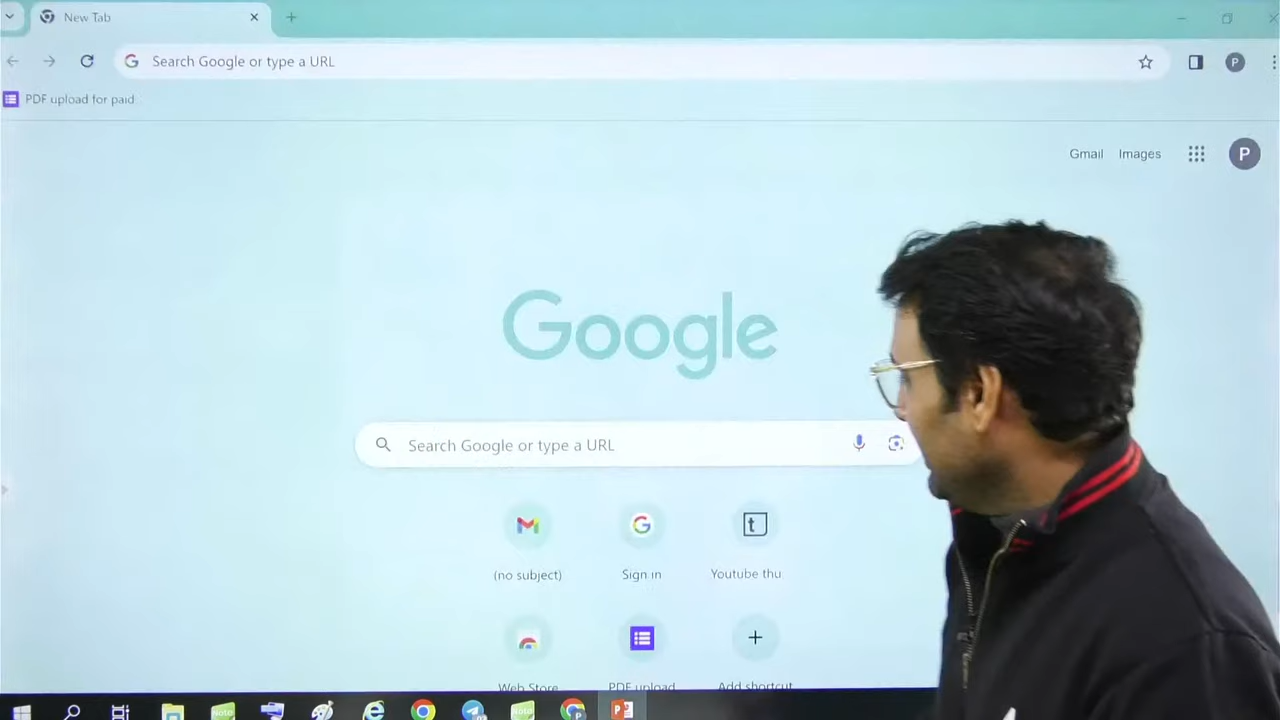 New Tab
Search Google or type a URL
P
PDF upload for paid
Gmail Images P
Google
Search Google or type a URL
(no subject) Sign in Youtube thu
Web Store PDF upload Add shortcut